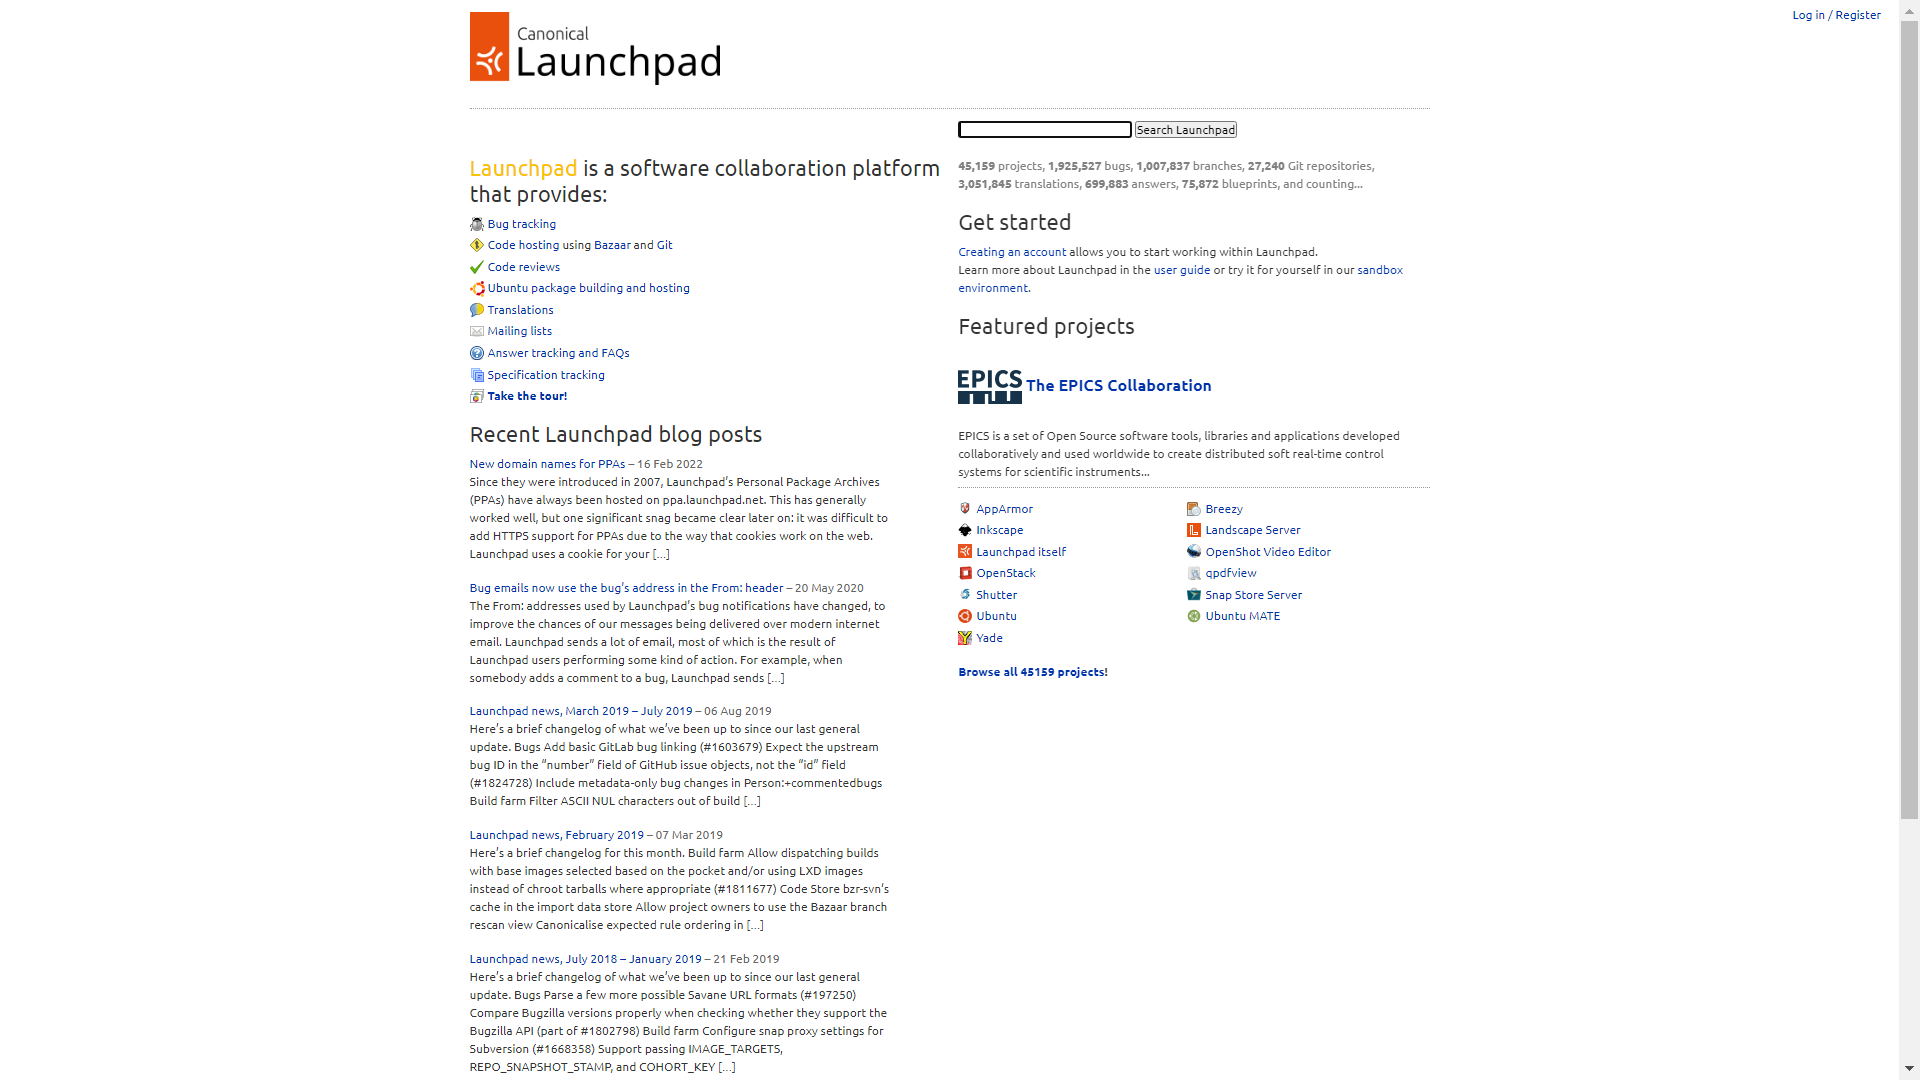 Log in / Register
Canonical
Launchpad
Search Launchpad
Launchpad is a software collaboration platform
that provides:
Bug tracking
Code hosting using Bazaar and Git
Code reviews
Ubuntu package building and hosting
Translations
Mailing lists
Answer tracking and FAQs
Specification tracking
Take the tour!
Recent Launchpad blog posts
New domain names for PPAs – 16 Feb 2022
Since they were introduced in 2007, Launchpad’s Personal Package Archives
(PPAs) have always been hosted on ppa.launchpad.net. This has generally
worked well, but one significant snag became clear later on: it was difficult to
add HTTPS support for PPAs due to the way that cookies work on the web.
Launchpad uses a cookie for your […]
Bug emails now use the bug’s address in the From: header – 20 May 2020
The From: addresses used by Launchpad’s bug notifications have changed, to
improve the chances of our messages being delivered over modern internet
email. Launchpad sends a lot of email, most of which is the result of
Launchpad users performing some kind of action. For example, when
somebody adds a comment to a bug, Launchpad sends […]
Launchpad news, March 2019 – July 2019 – 06 Aug 2019
Here’s a brief changelog of what we’ve been up to since our last general
update. Bugs Add basic GitLab bug linking (#1603679) Expect the upstream
bug ID in the “number” field of GitHub issue objects, not the “id” field
(#1824728) Include metadata-only bug changes in Person:+commentedbugs
Build farm Filter ASCII NUL characters out of build […]
Launchpad news, February 2019 – 07 Mar 2019
Here’s a brief changelog for this month. Build farm Allow dispatching builds
with base images selected based on the pocket and/or using LXD images
instead of chroot tarballs where appropriate (#1811677) Code Store bzr-svn’s
cache in the import data store Allow project owners to use the Bazaar branch
rescan view Canonicalise expected rule ordering in […]
Launchpad news, July 2018 – January 2019 – 21 Feb 2019
Here’s a brief changelog of what we’ve been up to since our last general
update. Bugs Parse a few more possible Savane URL formats (#197250)
Compare Bugzilla versions properly when checking whether they support the
Bugzilla API (part of #1802798) Build farm Configure snap proxy settings for
Subversion (#1668358) Support passing IMAGE_TARGETS,
REPO_SNAPSHOT_STAMP, and COHORT_KEY […]
45,159 projects, 1,925,527 bugs, 1,007,837 branches, 27,240 Git repositories,
3,051,845 translations, 699,883 answers, 75,872 blueprints, and counting...
Get started
Creating an account allows you to start working within Launchpad.
Learn more about Launchpad in the user guide or try it for yourself in our sandbox
environment.
Featured projects
EPICS The EPICS Collaboration
EPICS is a set of Open Source software tools, libraries and applications developed
collaboratively and used worldwide to create distributed soft real-time control
systems for scientific instruments...
AppArmor
Inkscape
Launchpad itself
OpenStack
Shutter
Ubuntu
Yade
Breezy
Landscape Server
OpenShot Video Editor
qpdfview
Snap Store Server
Ubuntu MATE
Browse all 45159 projects!